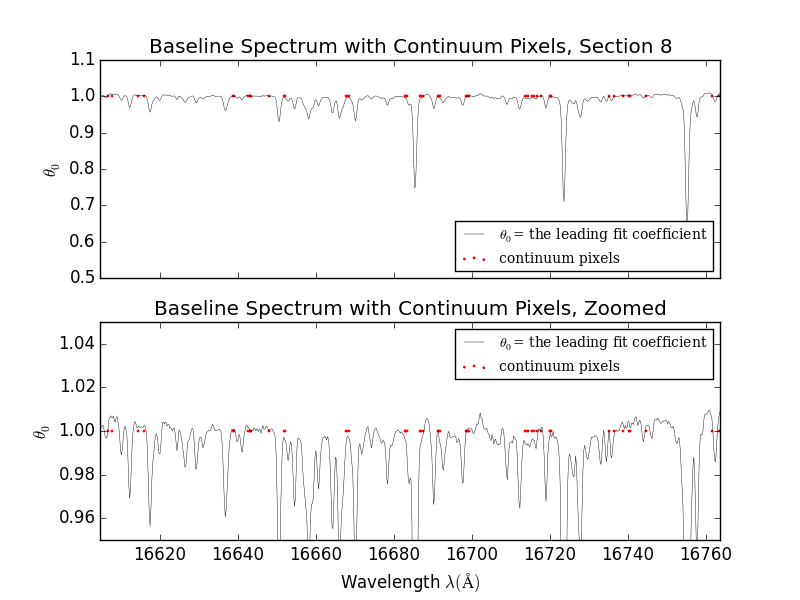 Baseline Spectrum with Continuum Pixels, Section 8
1.1
1.0
0.9
0.8
0.7
0.6
0.5
θ0
θ0 = the leading fit coefficient
continuum pixels
Baseline Spectrum with Continuum Pixels, Zoomed
1.04
1.02
1.00
0.98
0.96
θ0
θ0 = the leading fit coefficient
continuum pixels
16620 16640 16660 16680 16700 16720 16740 16760
Wavelength λ(Å)